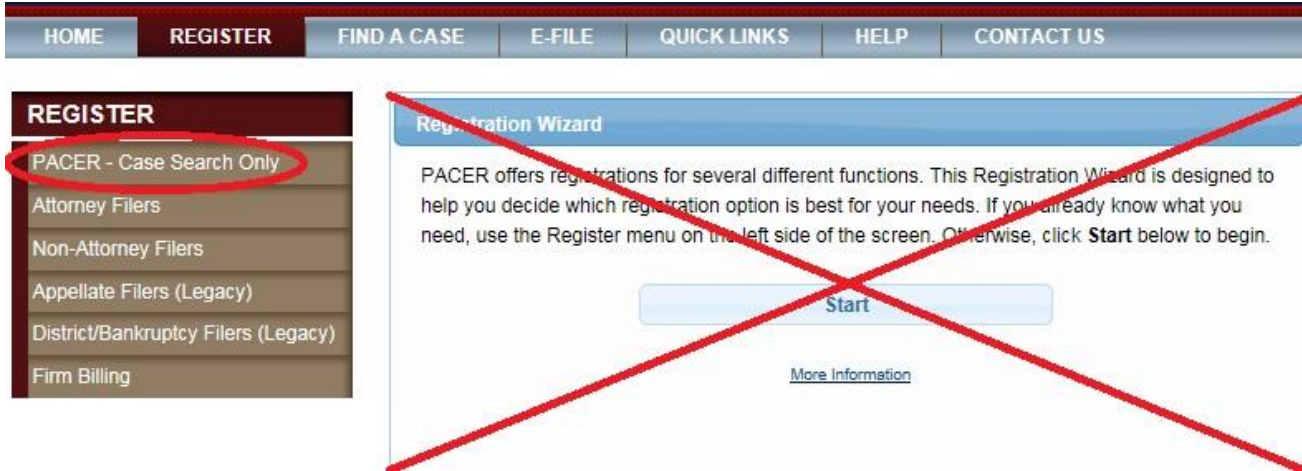 HOME REGISTER FIND A CASE E-FILE QUICK LINKS HELP CONTACT US
REGISTER
PACER - Case Search Only
Attorney Filers
Non-Attorney Filers
Appellate Filers (Legacy)
District/Bankruptcy Filers (Legacy)
Firm Billing
Registration Wizard
PACER offers registrations for several different functions. This Registration Wizard is designed to
help you decide which registration option is best for your needs. If you already know what you
need, use the Register menu on the left side of the screen. Otherwise, click Start below to begin.
Start
More Information